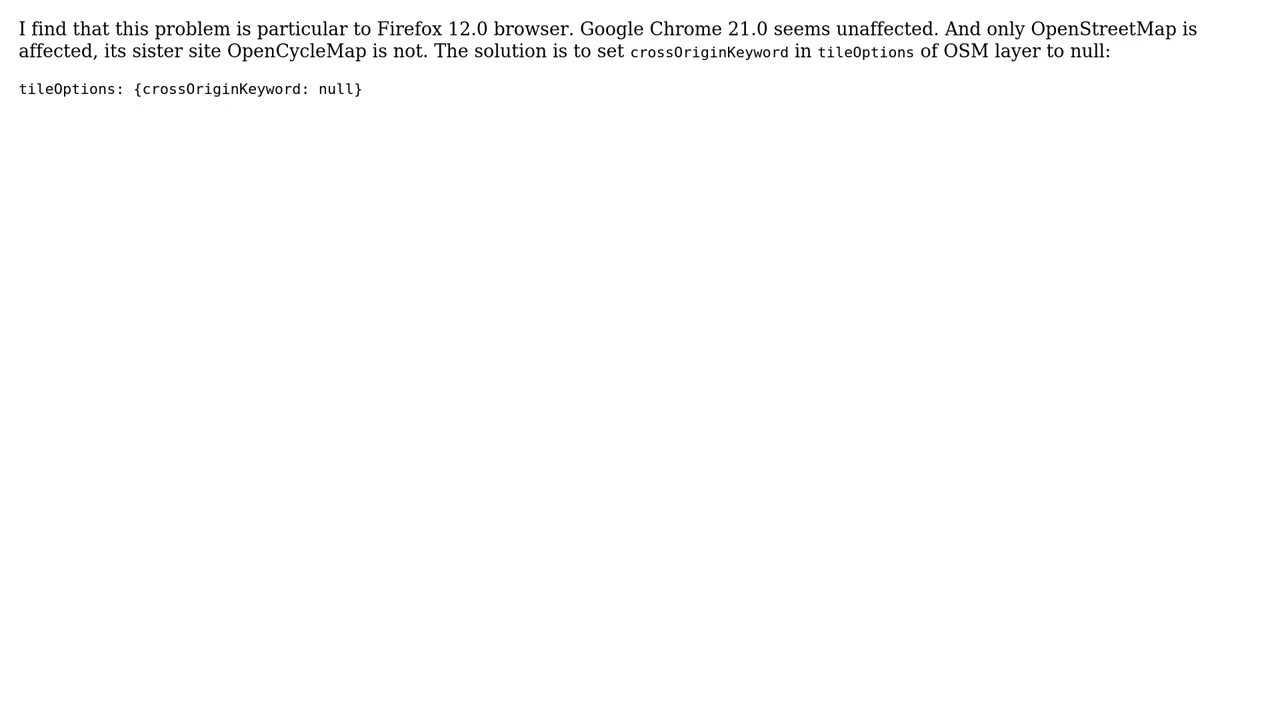 I find that this problem is particular to Firefox 12.0 browser. Google Chrome 21.0 seems unaffected. And only OpenStreetMap is
affected, its sister site OpenCycleMap is not. The solution is to set crossOriginKeyword in tileOptions of OSM layer to null:
tileOptions: {crossOriginKeyword: null}